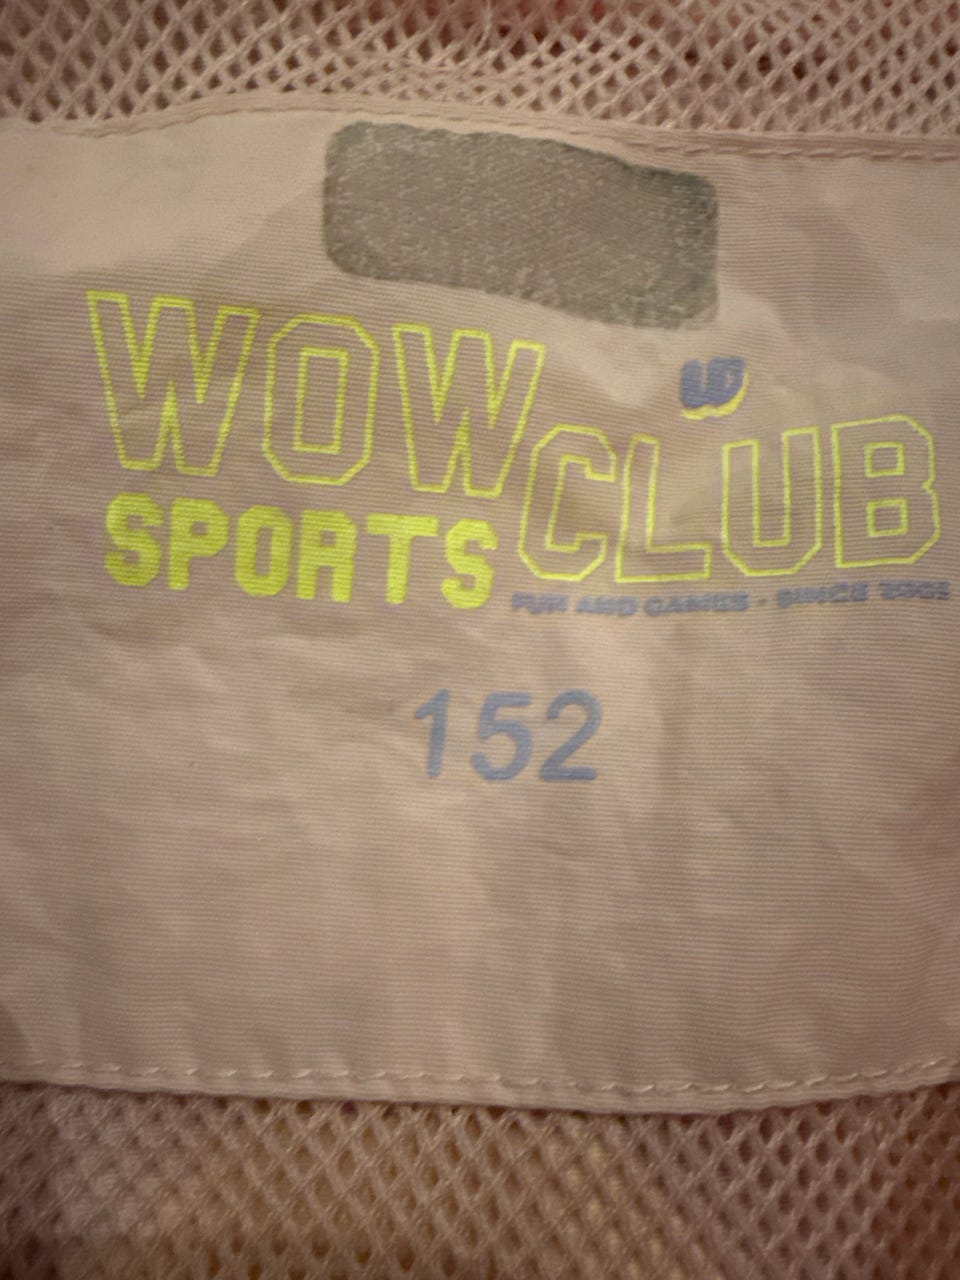 WOW CLUB
SPORTS
FUN AND GAMES - SINCE
152